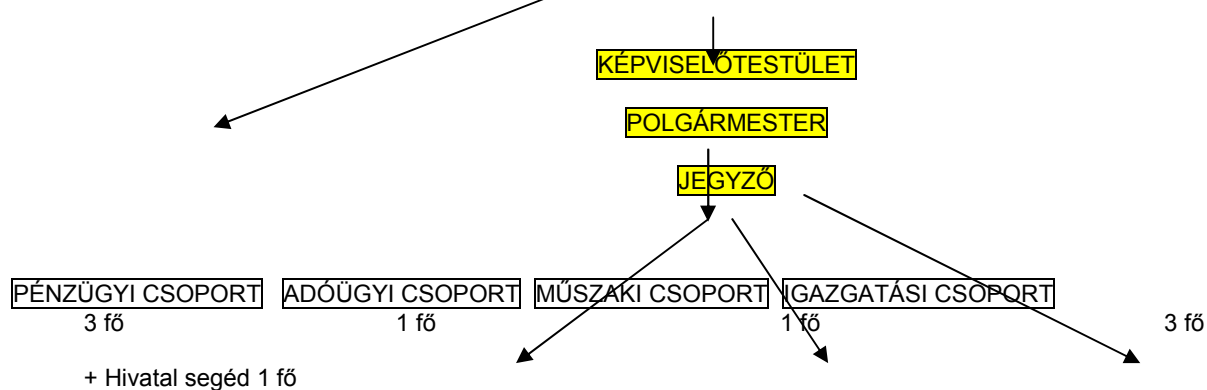 KÉPVISELŐTESTÜLET
POLGÁRMESTER
JEGYZŐ
PÉNZÜGYI CSOPORT ADÓÜGYI CSOPORT MŰSZAKI CSOPORT IGAZGATÁSI CSOPORT
3 fő 1 fő 1 fő 3 fő
+ Hivatal segéd 1 fő